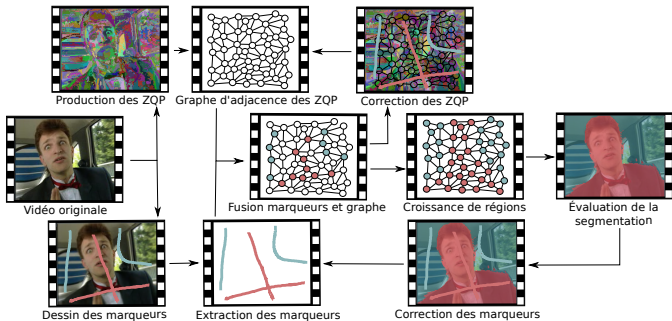 Production des ZQP
Graphe d'adjacence des ZQP
Correction des ZQP
Vidéo originale
Fusion marqueurs et graphe
Croissance de régions
Évaluation de la
segmentation
Dessin des marqueurs
Extraction des marqueurs
Correction des marqueurs